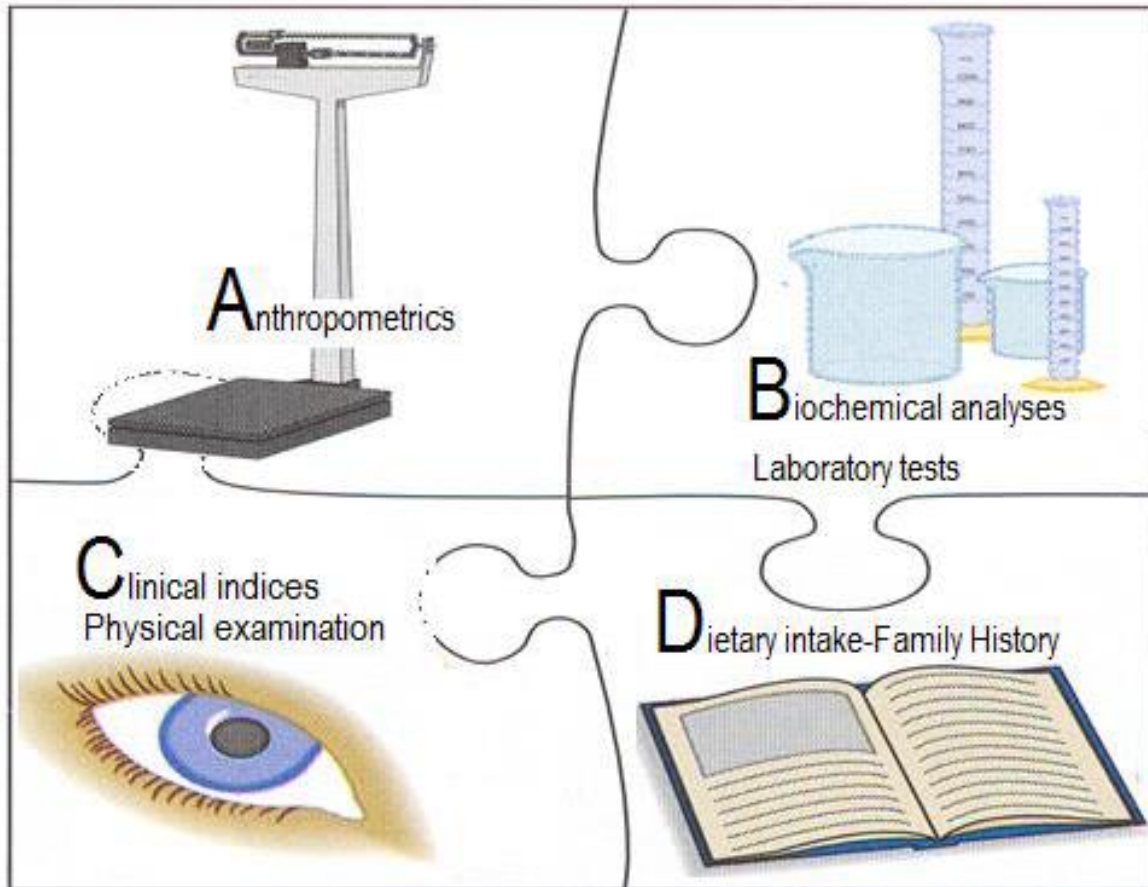 Anthropometrics
Biochemical analyses
Laboratory tests
Clinical indices
Physical examination
Dietary intake-Family History